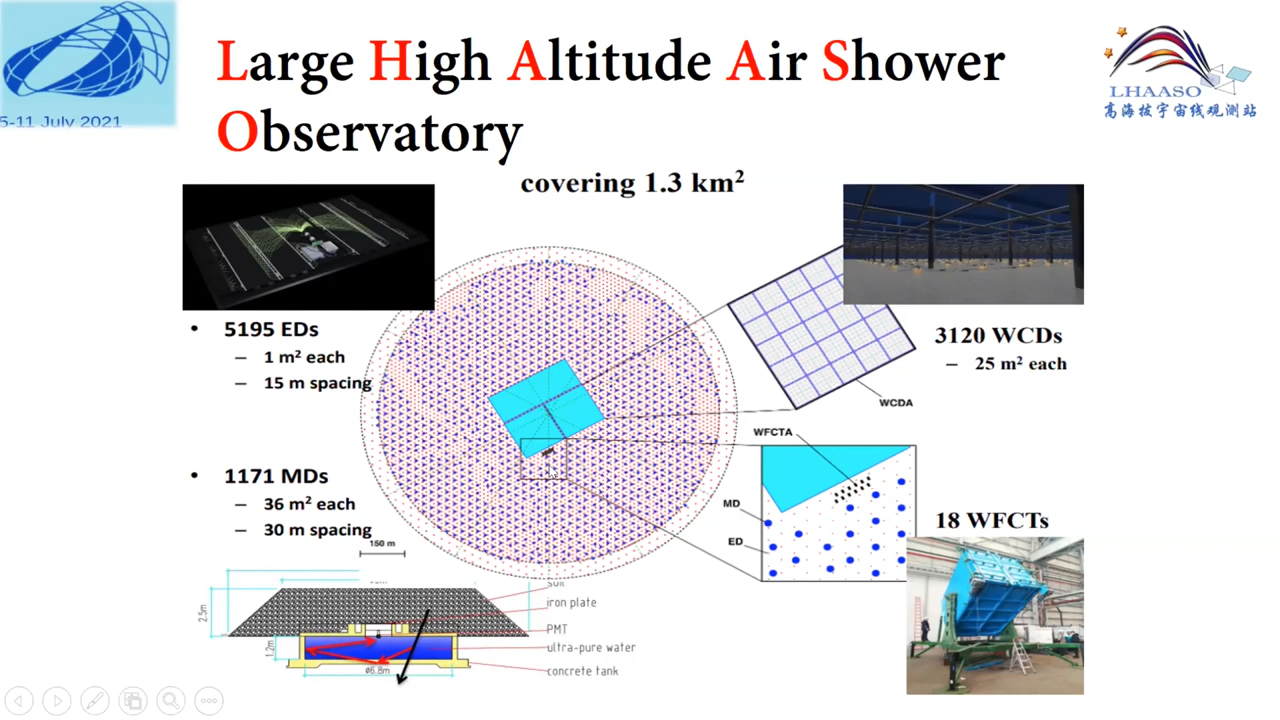 5-11 July 2021
Large High Altitude Air Shower
Observatory
LHAASO
高海拔宇宙线观测站
covering 1.3 km²
• 5195 EDs
– 1 m² each
– 15 m spacing
3120 WCDs
– 25 m² each
WCDA
WFCTA
• 1171 MDs
– 36 m² each
– 30 m spacing
150 m
MD
ED
18 WFCTs
soil
iron plate
PMT
ultra-pure water
concrete tank
2.5m
1.2m
ø6.8m